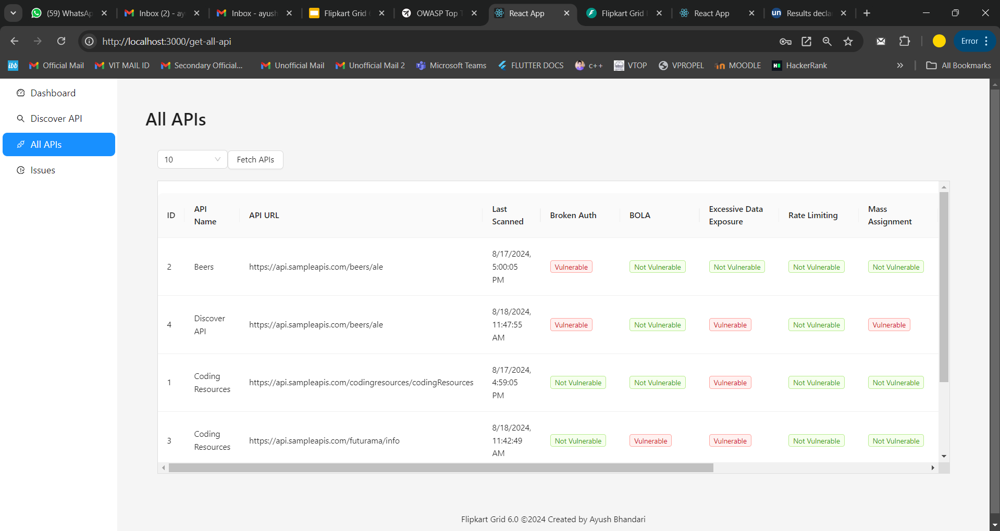 (59) WhatsAp
Inbox (2) - ay
Inbox - ayush
Flipkart Grid 6
OWASP Top T
React App
Flipkart Grid
React App
un Results decla
http://localhost:3000/get-all-api
Error
ibb
Official Mail
VIT MAIL ID
Secondary Official...
Unofficial Mail
Unofficial Mail 2
Microsoft Teams
FLUTTER DOCS
c++
VTOP
VPROPEL
MOODLE
HackerRank
All Bookmarks
Dashboard
Discover API
All APIs
Issues
All APIs
10
Fetch APIs
ID
API
Name
API URL
Last
Scanned
Broken Auth
BOLA
Excessive Data
Exposure
Rate Limiting
Mass
Assignment
2
Beers
https://api.sampleapis.com/beers/ale
8/17/2024,
5:00:05
PM
Vulnerable
Not Vulnerable
Not Vulnerable
Not Vulnerable
Not Vulnerable
4
Discover
API
https://api.sampleapis.com/beers/ale
8/18/2024,
11:47:55
AM
Vulnerable
Not Vulnerable
Vulnerable
Not Vulnerable
Vulnerable
1
Coding
Resources
https://api.sampleapis.com/codingresources/codingResources
8/17/2024,
4:59:05
PM
Not Vulnerable
Not Vulnerable
Vulnerable
Not Vulnerable
Not Vulnerable
3
Coding
Resources
https://api.sampleapis.com/futurama/info
8/18/2024,
11:42:49
AM
Not Vulnerable
Vulnerable
Vulnerable
Not Vulnerable
Not Vulnerable
Flipkart Grid 6.0 ©2024 Created by Ayush Bhandari